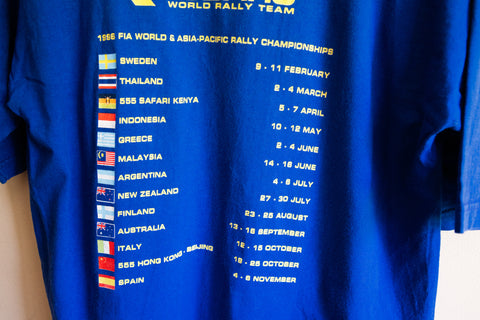 WORLD RALLY TEAM
1996 FIA WORLD & ASIA-PACIFIC RALLY CHAMPIONSHIPS
SWEDEN 9 - 11 FEBRUARY
THAILAND 2 - 4 MARCH
555 SAFARI KENYA 5 - 7 APRIL
INDONESIA 10 - 12 MAY
GREECE 2 - 4 JUNE
MALAYSIA 14 - 16 JUNE
ARGENTINA 4 - 6 JULY
NEW ZEALAND 27 - 30 JULY
FINLAND 23 - 26 AUGUST
AUSTRALIA 13 - 16 SEPTEMBER
ITALY 12 - 15 OCTOBER
555 HONG KONG - BEIJING 19 - 25 OCTOBER
SPAIN 4 - 6 NOVEMBER